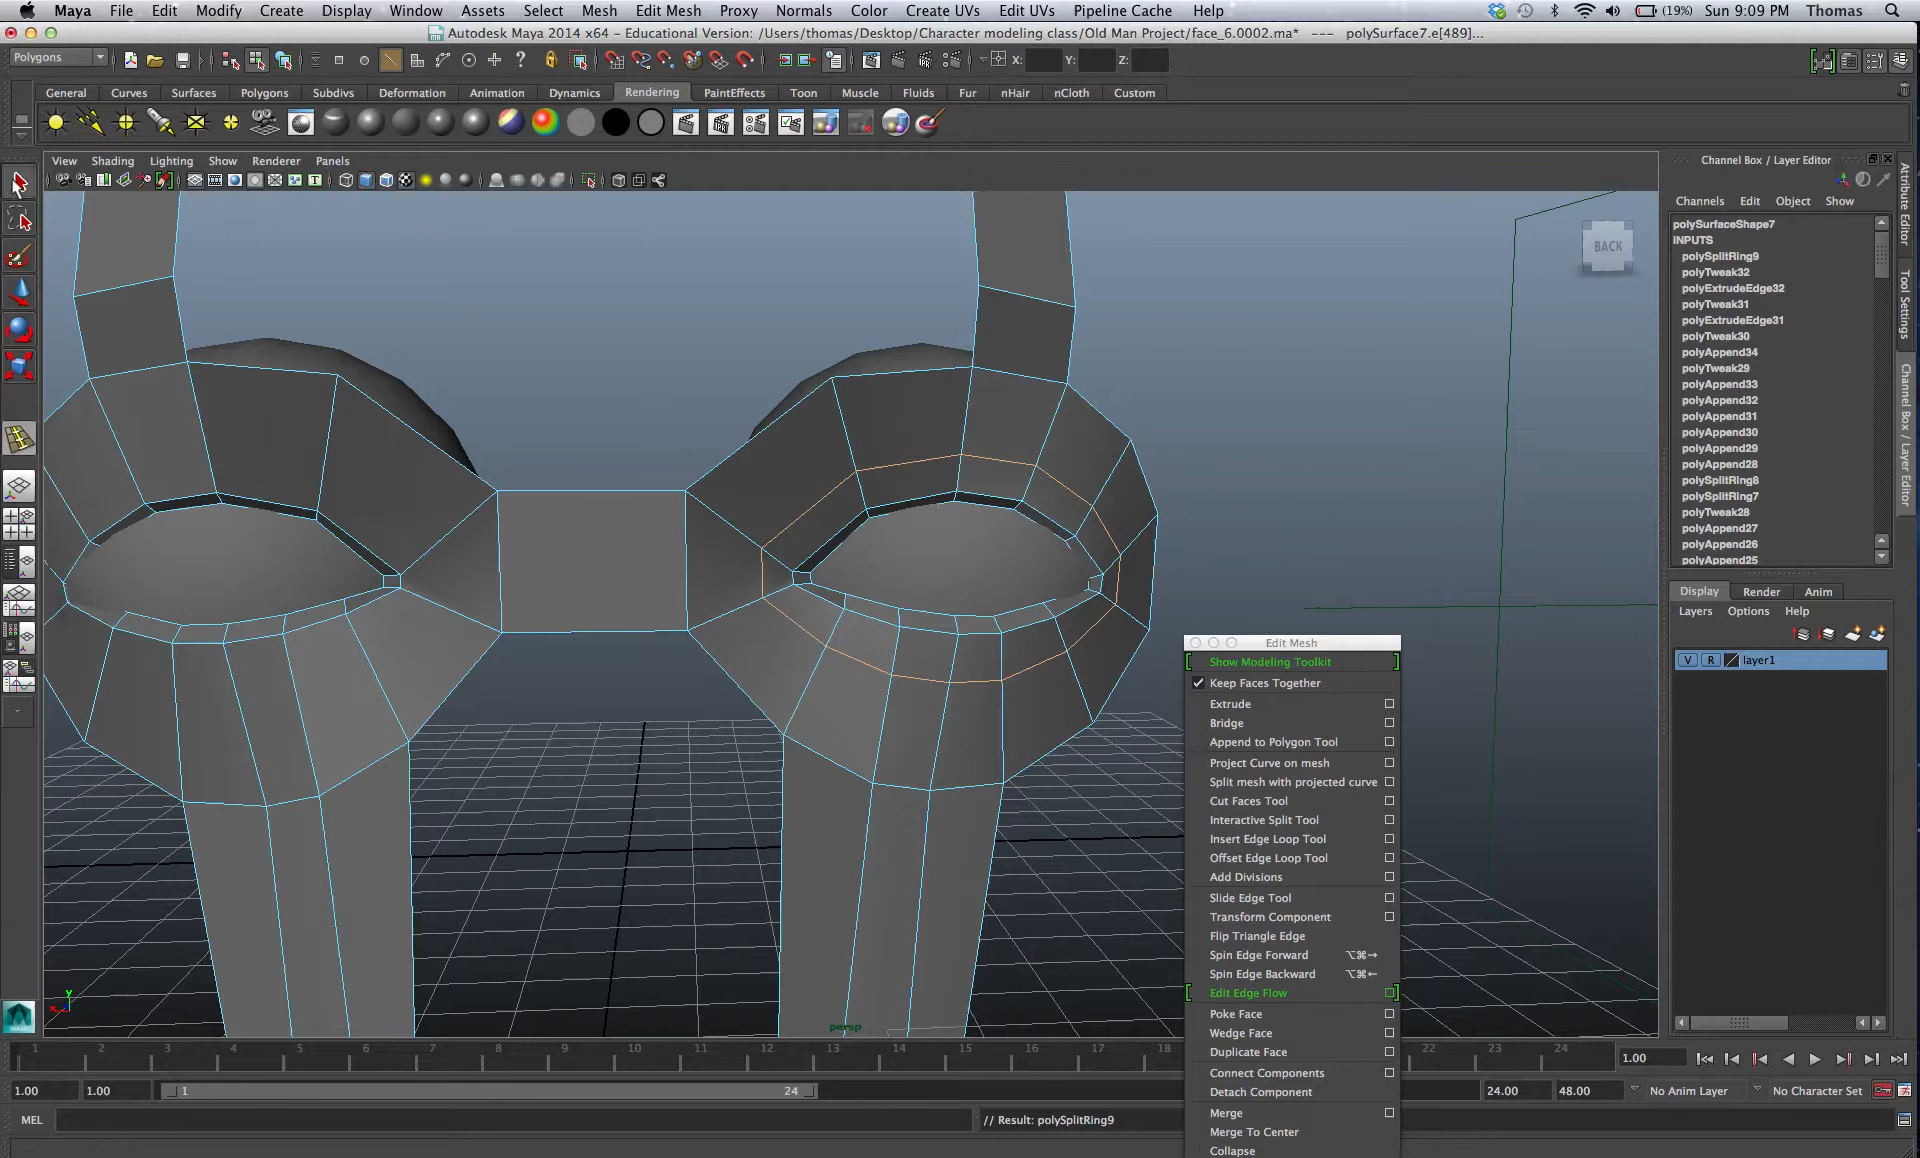 Maya File Edit Modify Create Display Window Assets Select Mesh Edit Mesh Proxy Normals Color Create UVs Edit UVs Pipeline Cache Help (19%) Sun 9:09 PM Thomas
Autodesk Maya 2014 x64 - Educational Version: /Users/thomas/Desktop/Character modeling class/Old Man Project/face_6.0002.ma* --- polySurface7.e[489]...
Polygons X: Y: Z:
General Curves Surfaces Polygons Subdivs Deformation Animation Dynamics Rendering PaintEffects Toon Muscle Fluids Fur nHair nCloth Custom
View Shading Lighting Show Renderer Panels
Channel Box / Layer Editor
Channels Edit Object Show
polySurfaceShape7
INPUTS
polySplitRing9
polyTweak32
polyExtrudeEdge32
polyTweak31
polyExtrudeEdge31
polyTweak30
polyAppend34
polyTweak29
polyAppend33
polyAppend32
polyAppend31
polyAppend30
polyAppend29
polyAppend28
polySplitRing8
polySplitRing7
polyTweak28
polyAppend27
polyAppend26
polyAppend25
Attribute Editor
Tool Settings
Channel Box / Layer Editor
BACK
Display Render Anim
Layers Options Help
V R layer1
Edit Mesh
Show Modeling Toolkit
Keep Faces Together
Extrude
Bridge
Append to Polygon Tool
Project Curve on mesh
Split mesh with projected curve
Cut Faces Tool
Interactive Split Tool
Insert Edge Loop Tool
Offset Edge Loop Tool
Add Divisions
Slide Edge Tool
Transform Component
Flip Triangle Edge
Spin Edge Forward ⌥⌘→
Spin Edge Backward ⌥⌘←
Edit Edge Flow
Poke Face
Wedge Face
Duplicate Face
Connect Components
Detach Component
Merge
Merge To Center
Collapse
y
x
persp
MAYA
1 2 3 4 5 6 7 8 9 10 11 12 13 14 15 16 17 18 22 23 24 1.00
1.00 1.00 1 24 24.00 48.00 No Anim Layer No Character Set
MEL // Result: polySplitRing9